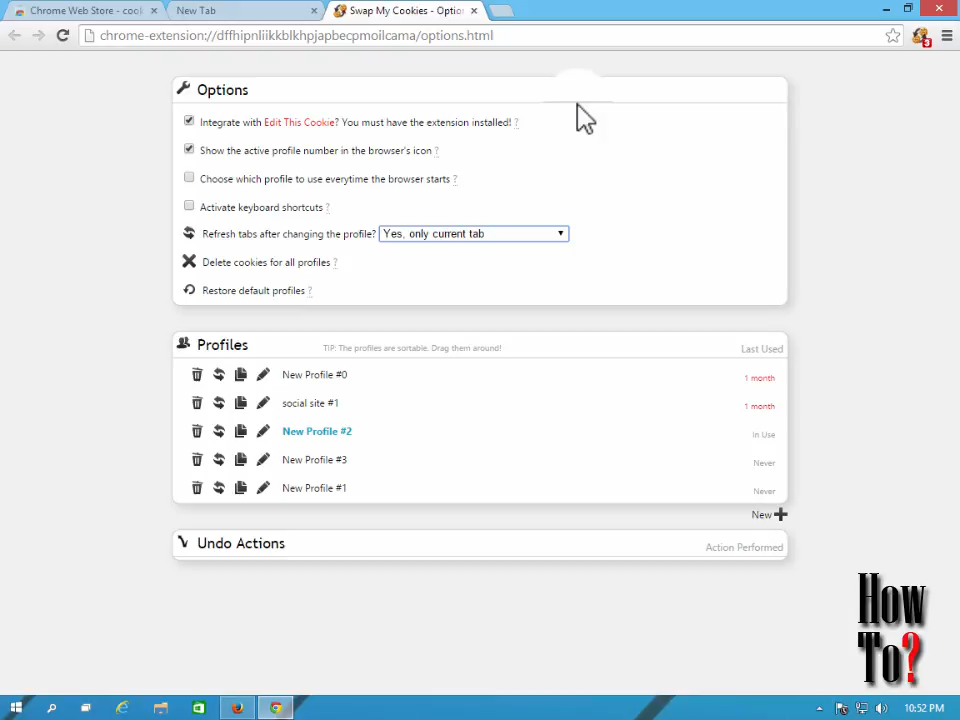 Chrome Web Store - cook
New Tab
Swap My Cookies - Option
chrome-extension://dffhipnliikkblkhpjapbecpmoilcama/options.html
3
Options
Integrate with Edit This Cookie? You must have the extension installed! ?
Show the active profile number in the browser's icon ?
Choose which profile to use everytime the browser starts ?
Activate keyboard shortcuts ?
Refresh tabs after changing the profile? Yes, only current tab
Delete cookies for all profiles ?
Restore default profiles ?
Profiles
TIP: The profiles are sortable. Drag them around!
Last Used
New Profile #0
1 month
social site #1
1 month
New Profile #2
In Use
New Profile #3
Never
New Profile #1
Never
New
Undo Actions
Action Performed
How
To?
10:52 PM